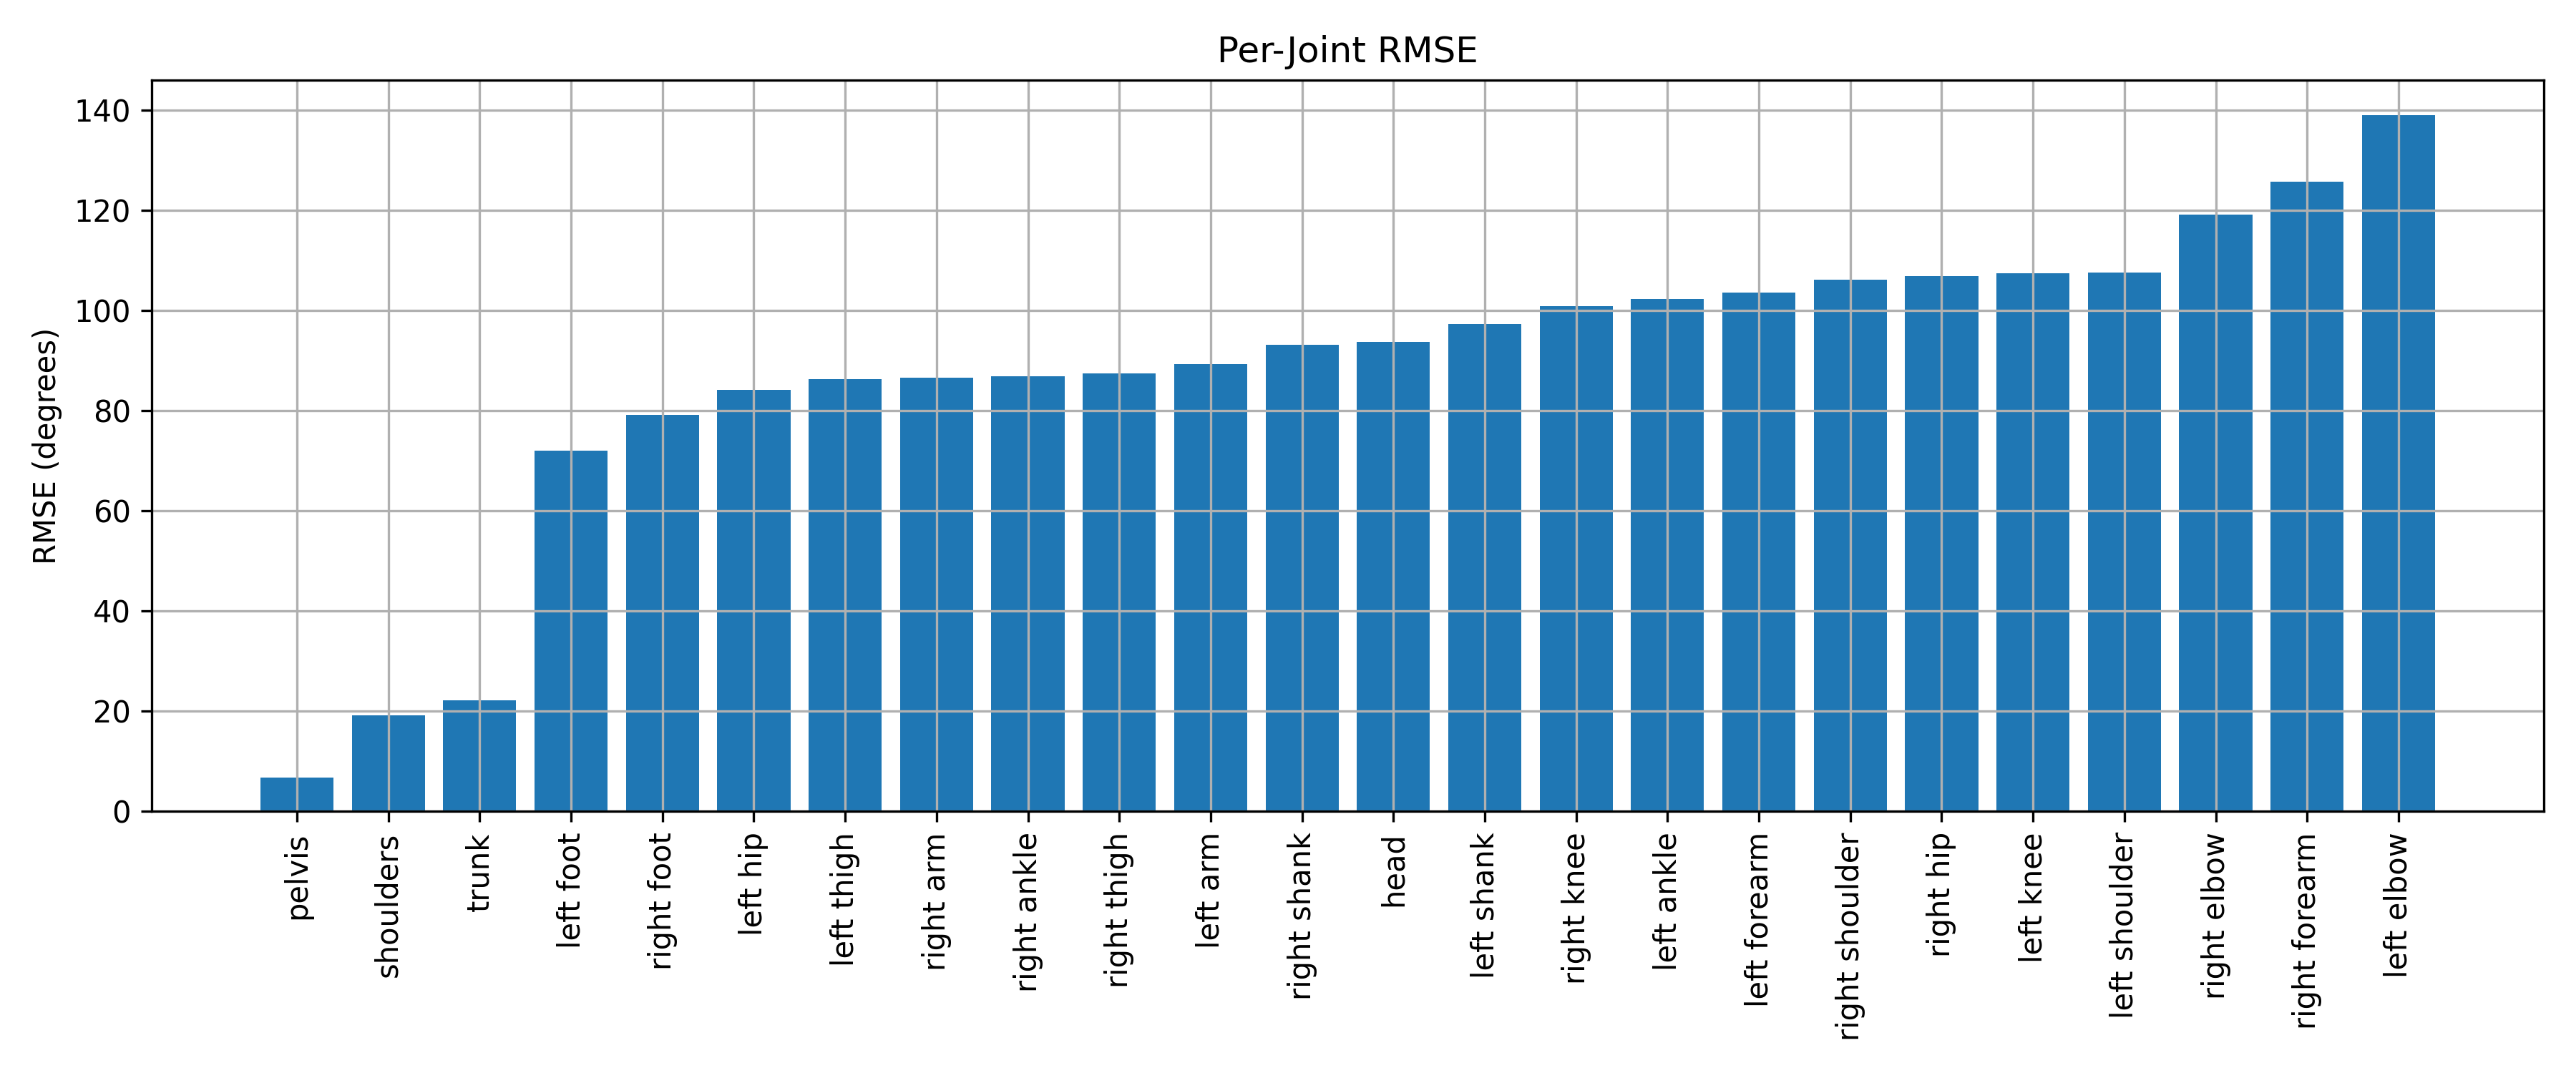 Per-Joint RMSE
RMSE (degrees)
140
120
100
80
60
40
20
0
pelvis
shoulders
trunk
left foot
right foot
left hip
left thigh
right arm
right ankle
right thigh
left arm
right shank
head
left shank
right knee
left ankle
left forearm
right shoulder
right hip
left knee
left shoulder
right elbow
right forearm
left elbow